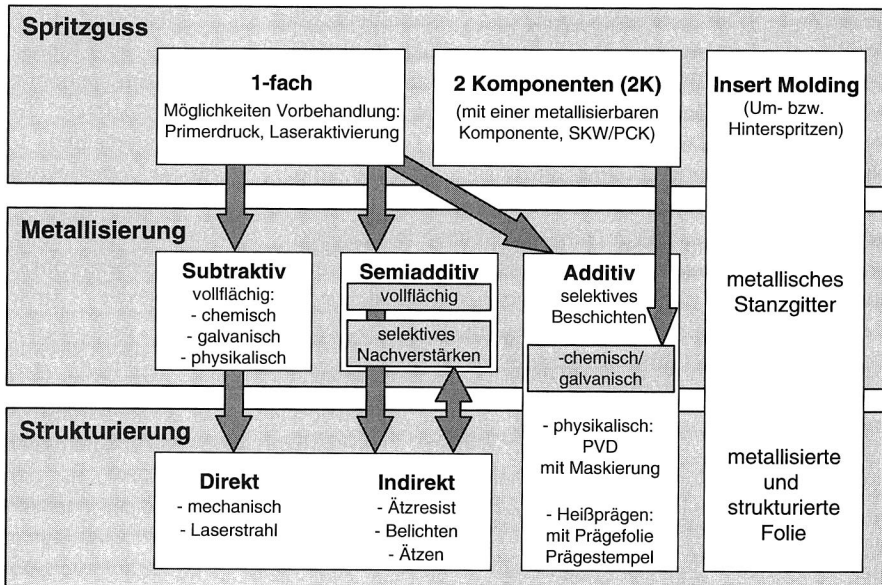 Spritzguss
1-fach
Möglichkeiten Vorbehandlung:
Primerdruck, Laseraktivierung
2 Komponenten (2K)
(mit einer metallisierbaren
Komponente, SKW/PCK)
Insert Molding
(Um- bzw.
Hinterspritzen)
Metallisierung
Subtraktiv
vollflächig:
- chemisch
- galvanisch
- physikalisch
Semiadditiv
vollflächig
selektives
Nachverstärken
Additiv
selektives
Beschichten
-chemisch/
galvanisch
- physikalisch:
PVD
mit Maskierung
- Heißprägen:
mit Prägefolie
Prägestempel
metallisches
Stanzgitter
metallisierte
und
strukturierte
Folie
Strukturierung
Direkt
- mechanisch
- Laserstrahl
Indirekt
- Ätzresist
- Belichten
- Ätzen